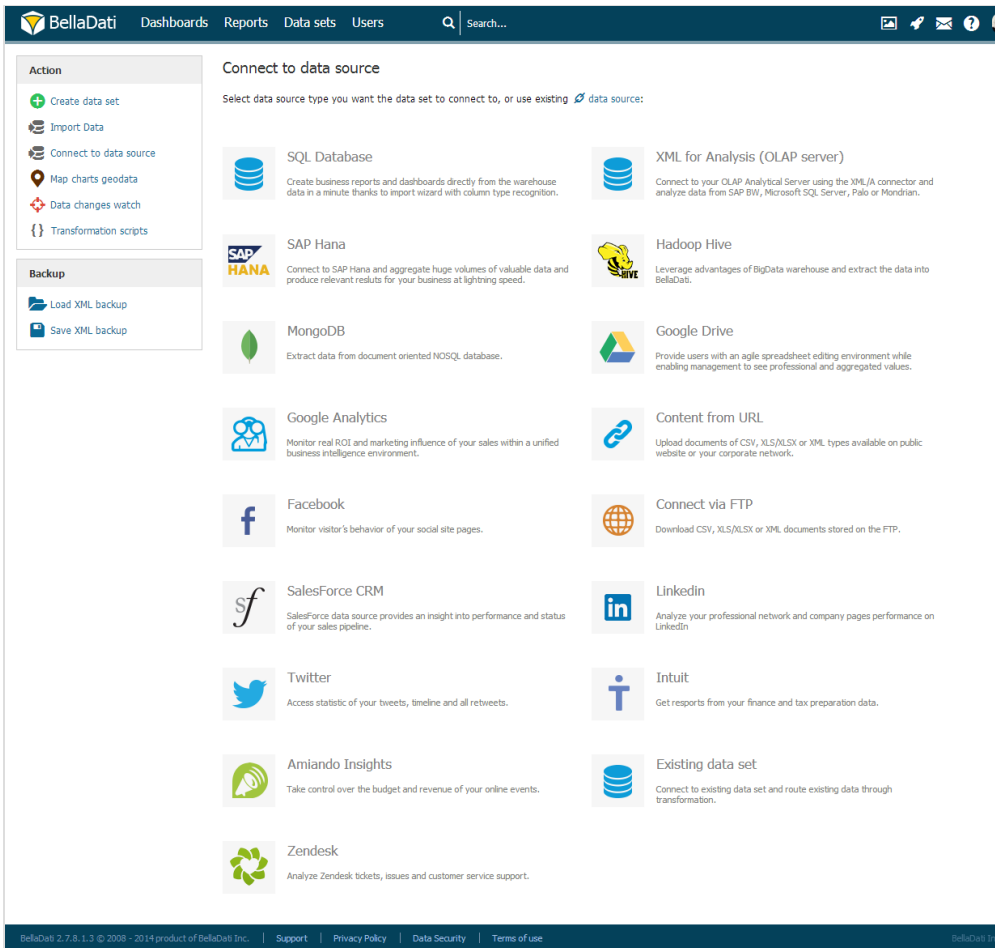 BellaDati Dashboards Reports Data sets Users Search...
Action
Create data set
Import Data
Connect to data source
Map charts geodata
Data changes watch
Transformation scripts
Backup
Load XML backup
Save XML backup
Connect to data source
Select data source type you want the data set to connect to, or use existing data source:
SQL Database
Create business reports and dashboards directly from the warehouse
data in a minute thanks to import wizard with column type recognition.
XML for Analysis (OLAP server)
Connect to your OLAP Analytical Server using the XML/A connector and
analyze data from SAP BW, Microsoft SQL Server, Palo or Mondrian.
SAP
HANA
SAP Hana
Connect to SAP Hana and aggregate huge volumes of valuable data and
produce relevant resluts for your business at lightning speed.
HIVE
Hadoop Hive
Leverage advantages of BigData warehouse and extract the data into
BellaDati.
MongoDB
Extract data from document oriented NOSQL database.
Google Drive
Provide users with an agile spreadsheet editing environment while
enabling management to see professional and aggregated values.
Google Analytics
Monitor real ROI and marketing influence of your sales within a unified
business intelligence environment.
Content from URL
Upload documents of CSV, XLS/XLSX or XML types available on public
website or your corporate network.
f
Facebook
Monitor visitor's behavior of your social site pages.
Connect via FTP
Download CSV, XLS/XLSX or XML documents stored on the FTP.
sf
SalesForce CRM
SalesForce data source provides an insight into performance and status
of your sales pipeline.
in
Linkedin
Analyze your professional network and company pages performance on
LinkedIn
Twitter
Access statistic of your tweets, timeline and all retweets.
Intuit
Get resports from your finance and tax preparation data.
Amiando Insights
Take control over the budget and revenue of your online events.
Existing data set
Connect to existing data set and route existing data through
transformation.
Zendesk
Analyze Zendesk tickets, issues and customer service support.
BellaDati 2.7.8.1.3 © 2008 - 2014 product of BellaDati Inc. | Support | Privacy Policy | Data Security | Terms of use BellaDati In